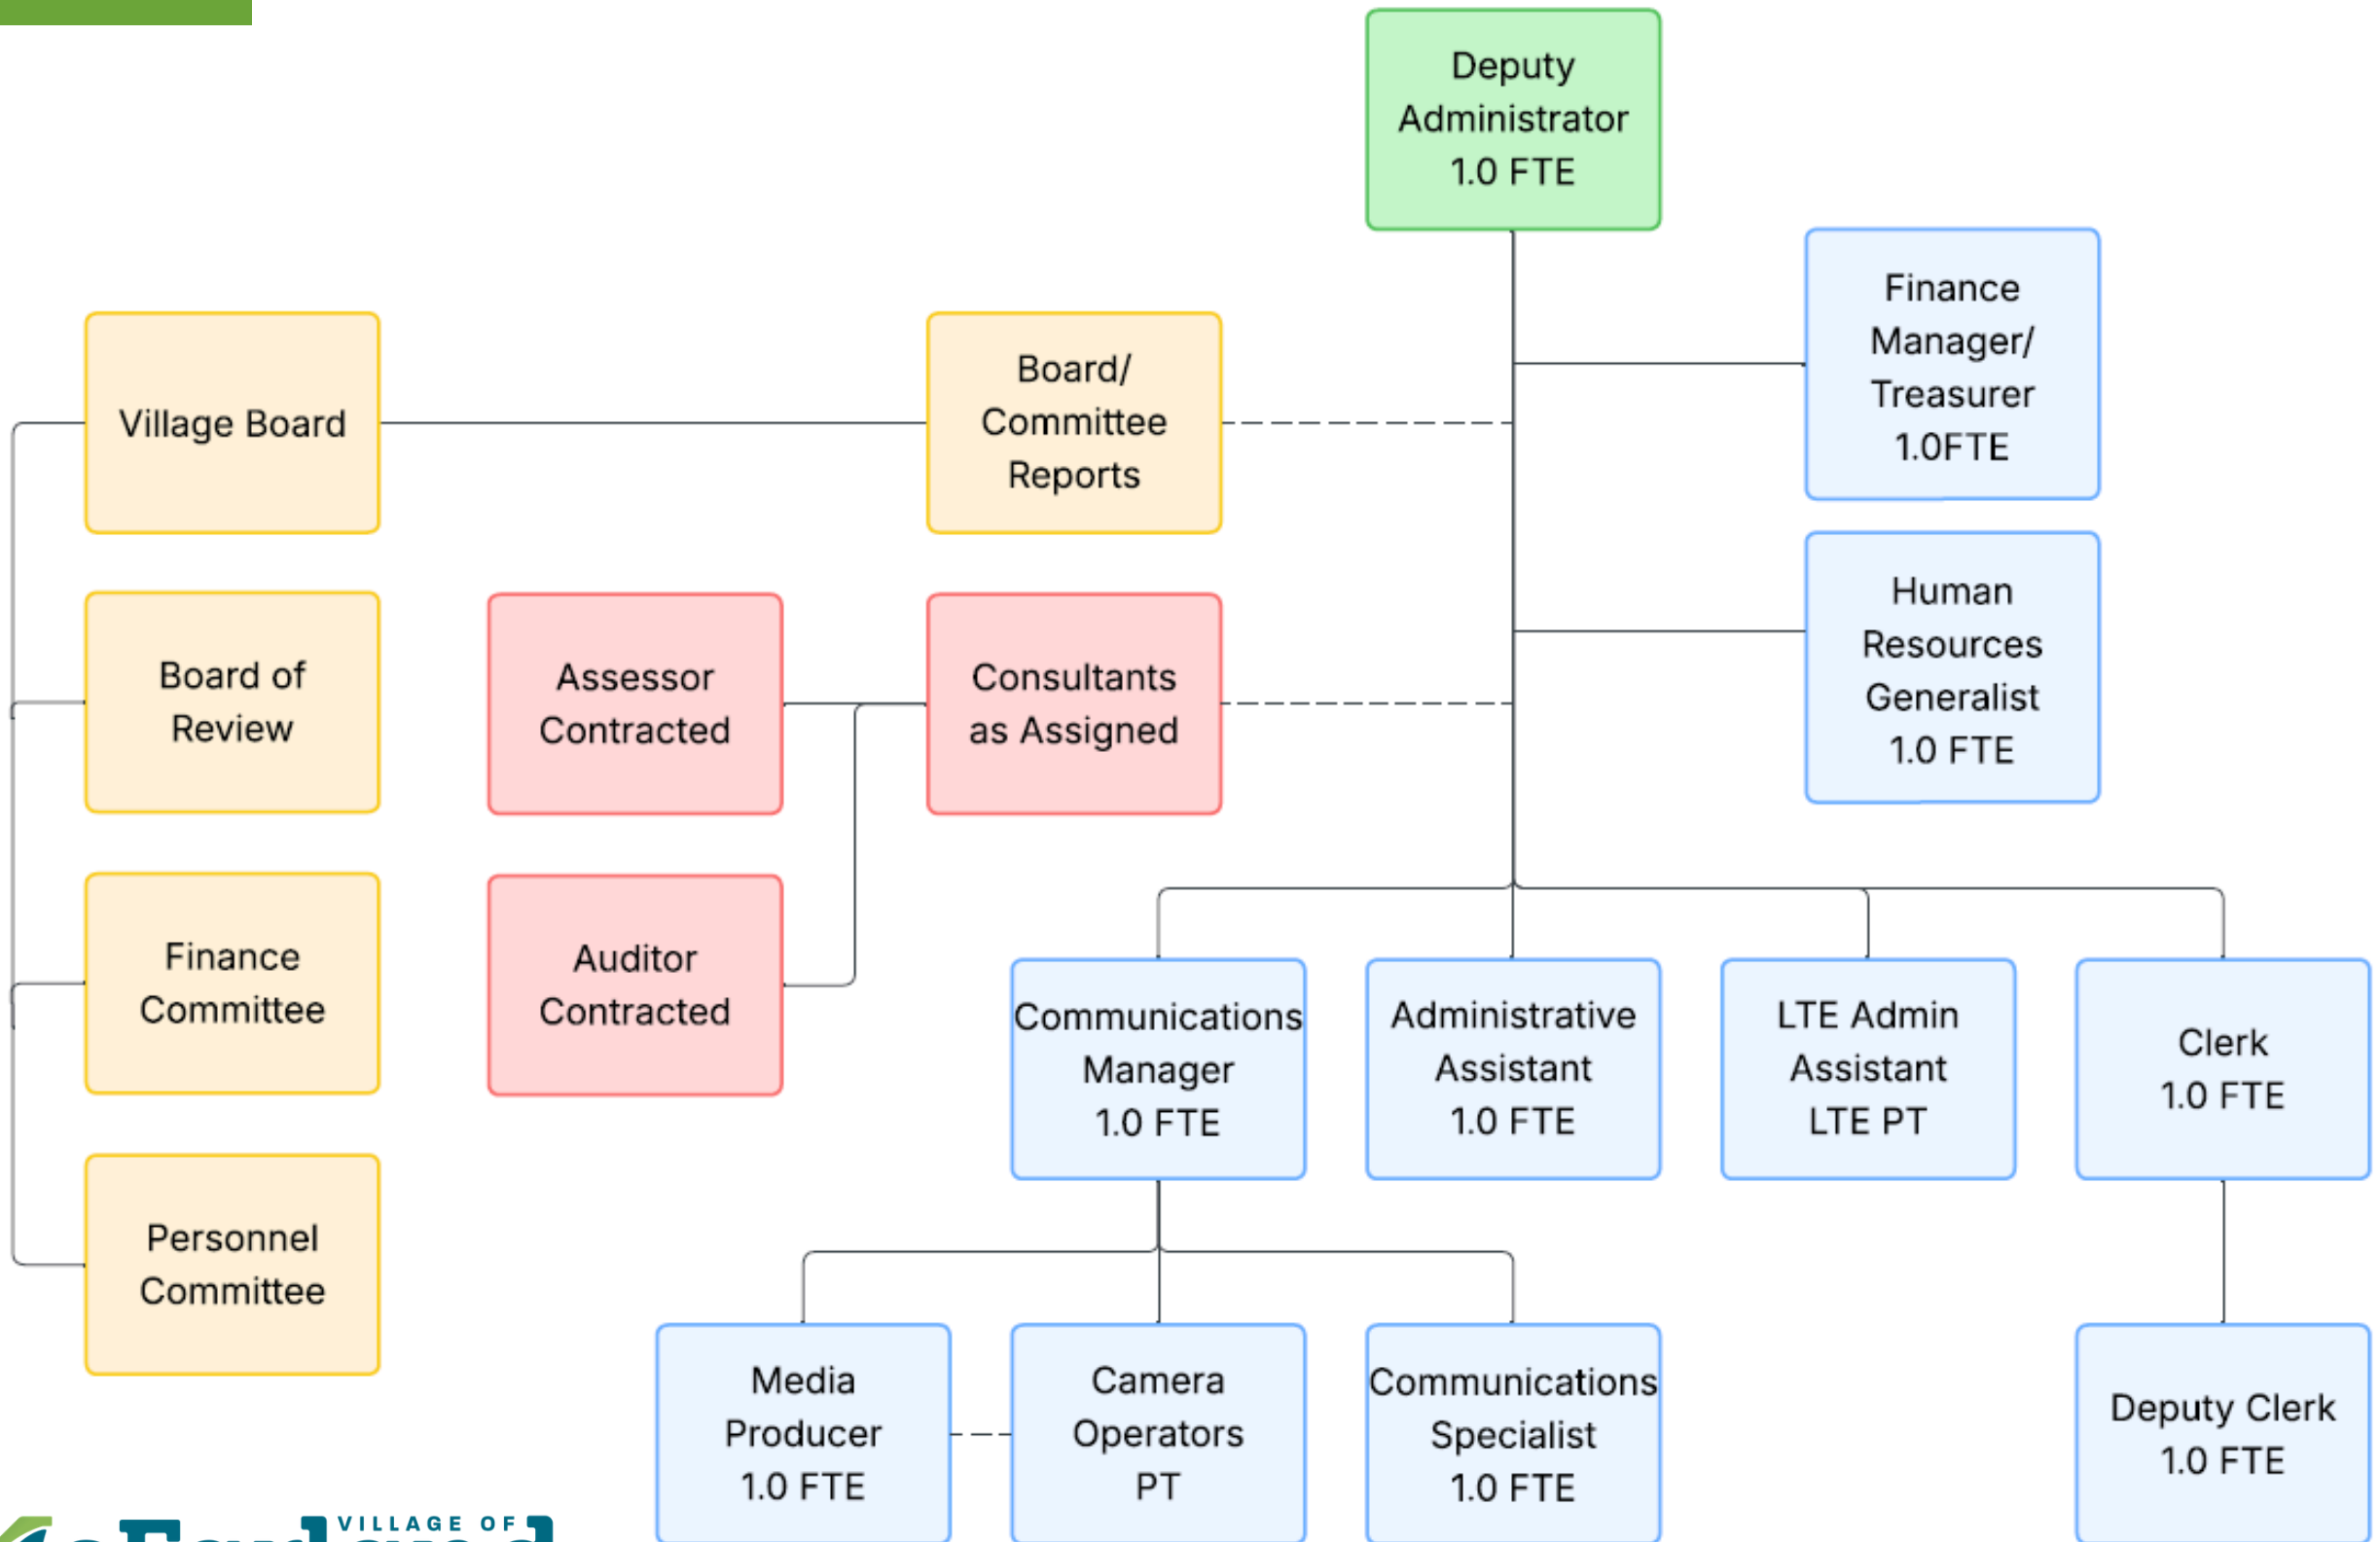 Deputy
Administrator
1.0 FTE
Finance
Manager/
Treasurer
1.0FTE
Village Board
Board/
Committee
Reports
Human
Resources
Generalist
1.0 FTE
Board of
Review
Assessor
Contracted
Consultants
as Assigned
Finance
Committee
Auditor
Contracted
Communications
Manager
1.0 FTE
Administrative
Assistant
1.0 FTE
LTE Admin
Assistant
LTE PT
Clerk
1.0 FTE
Personnel
Committee
Media
Producer
1.0 FTE
Camera
Operators
PT
Communications
Specialist
1.0 FTE
Deputy Clerk
1.0 FTE
VILLAGE OF